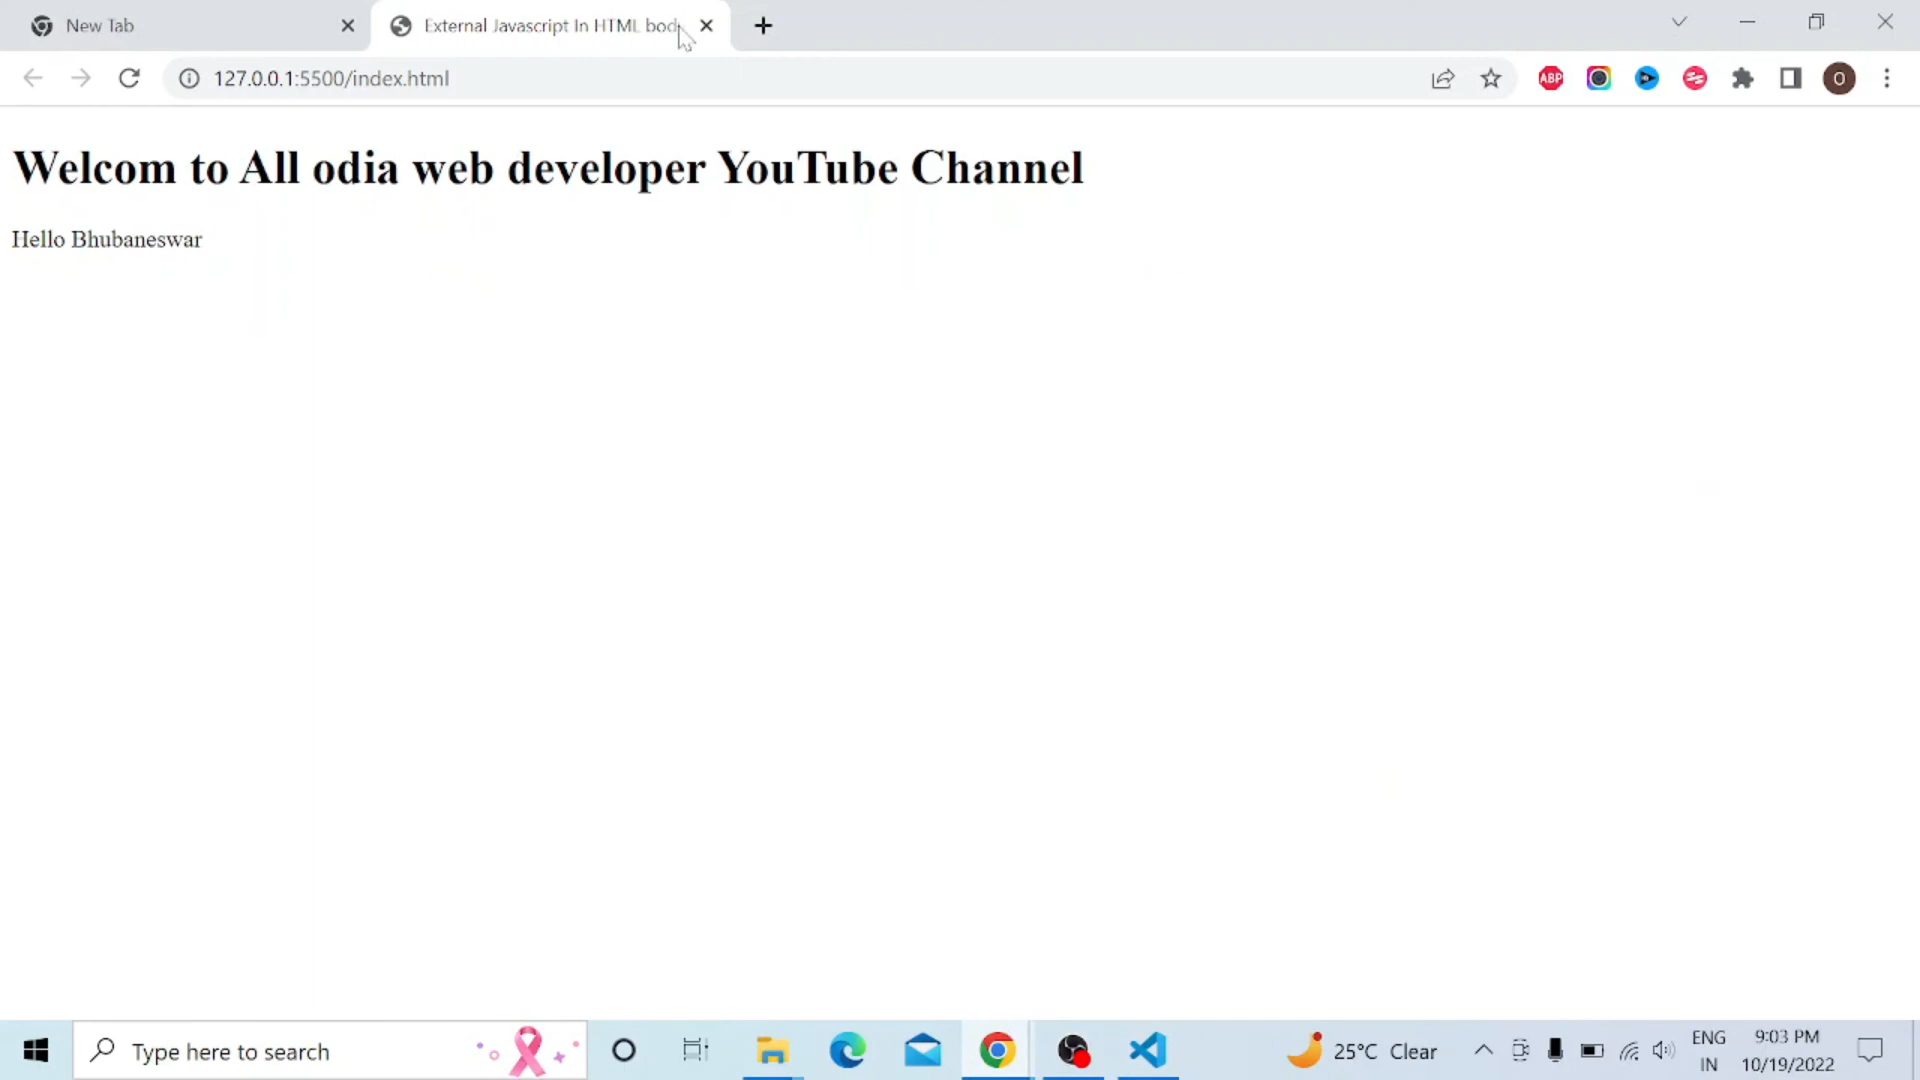 New Tab
External Javascript In HTML bod
127.0.0.1:5500/index.html
ABP
O
Welcom to All odia web developer YouTube Channel
Hello Bhubaneswar
Type here to search
25°C Clear
ENG
IN
9:03 PM
10/19/2022